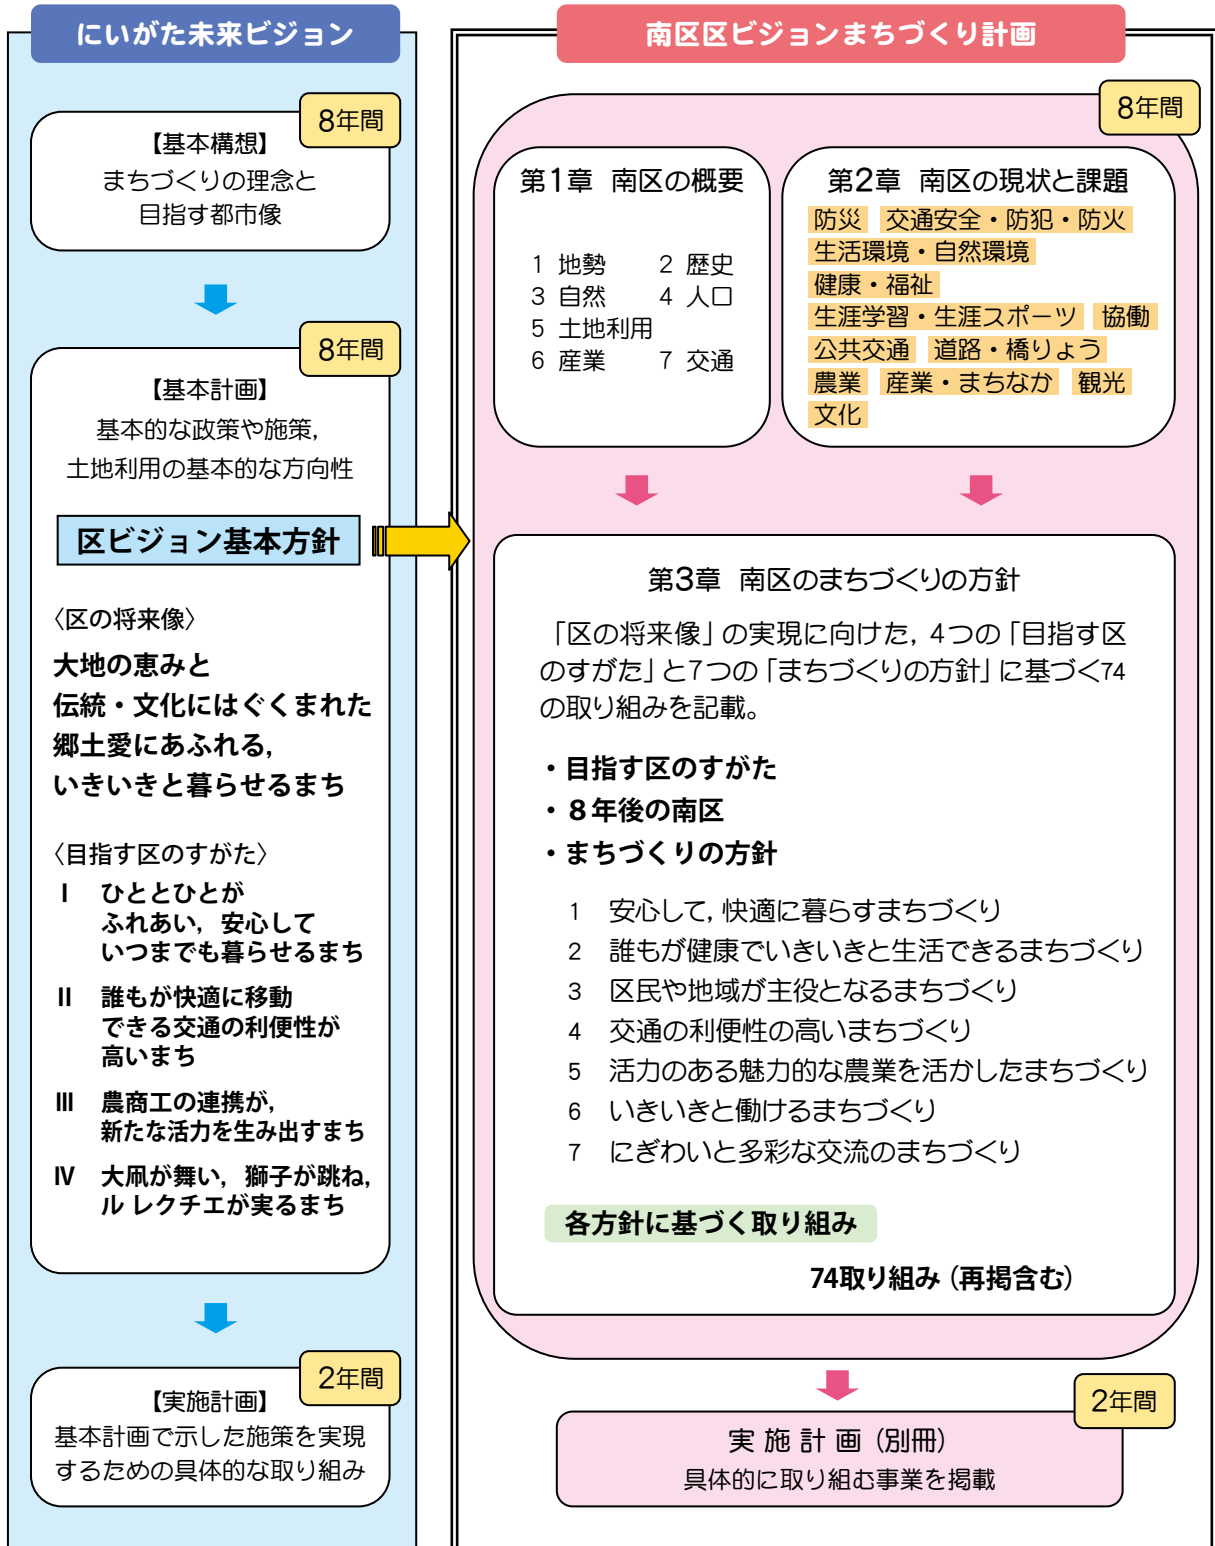 にいがた未来ビジョン
8年間
【基本構想】
まちづくりの理念と
目指す都市像
8年間
【基本計画】
基本的な政策や施策,
土地利用の基本的な方向性
区ビジョン基本方針
〈区の将来像〉
大地の恵みと
伝統・文化にはぐくまれた
郷土愛にあふれる,
いきいきと暮らせるまち
〈目指す区のすがた〉
Ⅰ ひととひとが
ふれあい, 安心して
いつまでも暮らせるまち
Ⅱ 誰もが快適に移動
できる交通の利便性が
高いまち
Ⅲ 農商工の連携が,
新たな活力を生み出すまち
Ⅳ 大凧が舞い, 獅子が跳ね,
ル レクチエが実るまち
2年間
【実施計画】
基本計画で示した施策を実現
するための具体的な取り組み
南区区ビジョンまちづくり計画
8年間
第1章 南区の概要
1 地勢 2 歴史
3 自然 4 人口
5 土地利用
6 産業 7 交通
第2章 南区の現状と課題
防災 交通安全・防犯・防火
生活環境・自然環境
健康・福祉
生涯学習・生涯スポーツ 協働
公共交通 道路・橋りょう
農業 産業・まちなか 観光
文化
第3章 南区のまちづくりの方針
「区の将来像」の実現に向けた, 4つの「目指す区
のすがた」と7つの「まちづくりの方針」に基づく74
の取り組みを記載。
・目指す区のすがた
・8年後の南区
・まちづくりの方針
1 安心して, 快適に暮らすまちづくり
2 誰もが健康でいきいきと生活できるまちづくり
3 区民や地域が主役となるまちづくり
4 交通の利便性の高いまちづくり
5 活力のある魅力的な農業を活かしたまちづくり
6 いきいきと働けるまちづくり
7 にぎわいと多彩な交流のまちづくり
各方針に基づく取り組み
74取り組み（再掲含む）
2年間
実施計画（別冊）
具体的に取り組む事業を掲載